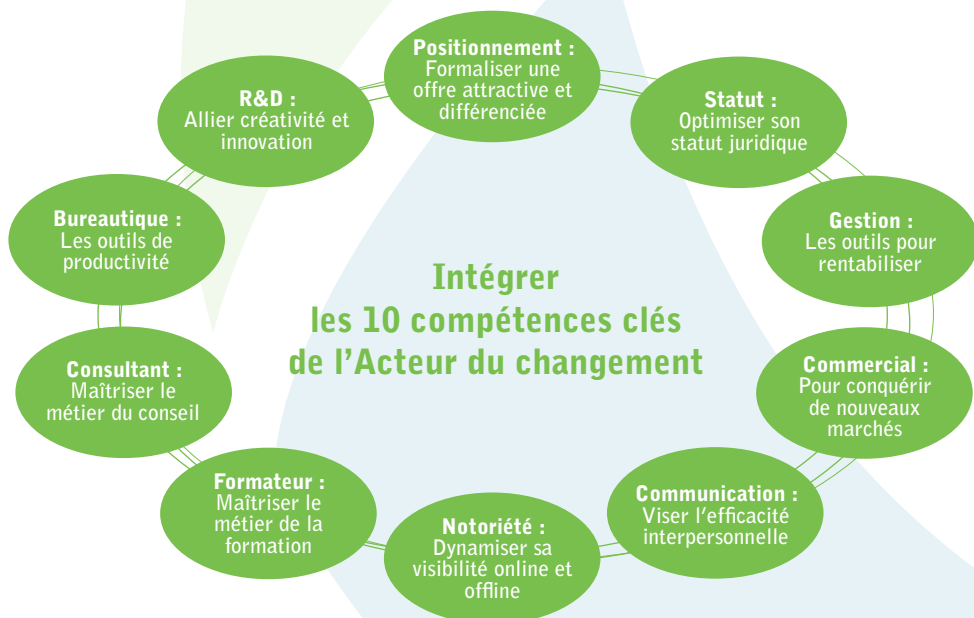 Positionnement :
Formaliser une
offre attractive et
différenciée
Statut :
Optimiser son
statut juridique
Gestion :
Les outils pour
rentabiliser
Commercial :
Pour conquérir
de nouveaux
marchés
Communication :
Viser l’efficacité
interpersonnelle
Notoriété :
Dynamiser sa
visibilité online et
offline
Formateur :
Maîtriser le
métier de la
formation
Consultant :
Maîtriser le
métier du conseil
Bureautique :
Les outils de
productivité
R&D :
Allier créativité et
innovation
Intégrer
les 10 compétences clés
de l’Acteur du changement